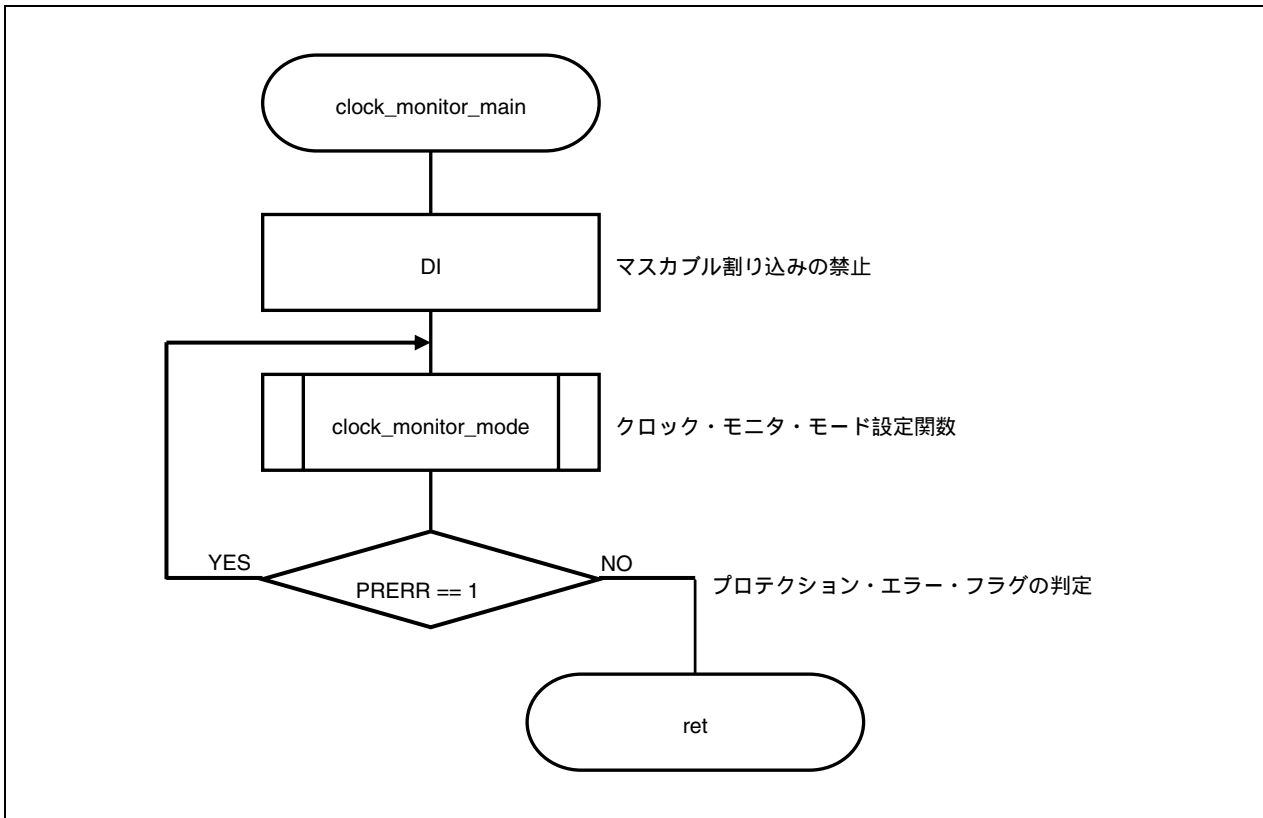 clock_monitor_main
DI
マスカブル割り込みの禁止
clock_monitor_mode
クロック・モニタ・モード設定関数
YES
NO
PRERR == 1
プロテクション・エラー・フラグの判定
ret